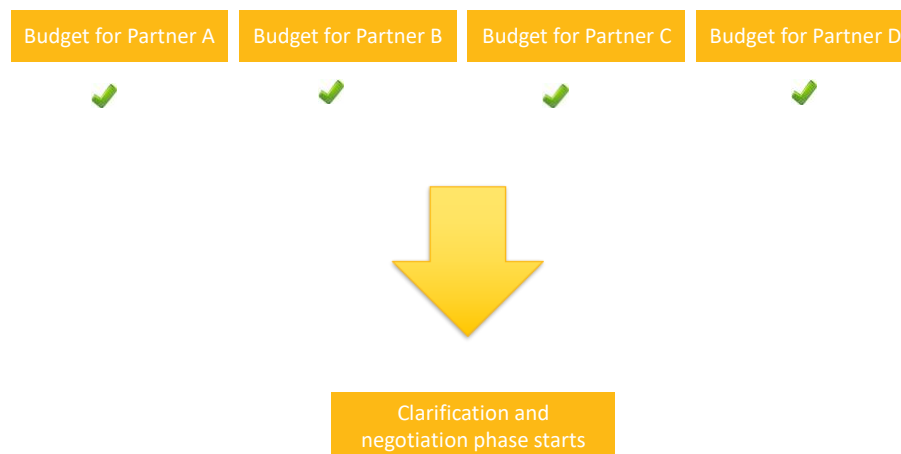 Budget for Partner A
Budget for Partner B
Budget for Partner C
Budget for Partner D
Clarification and
negotiation phase starts